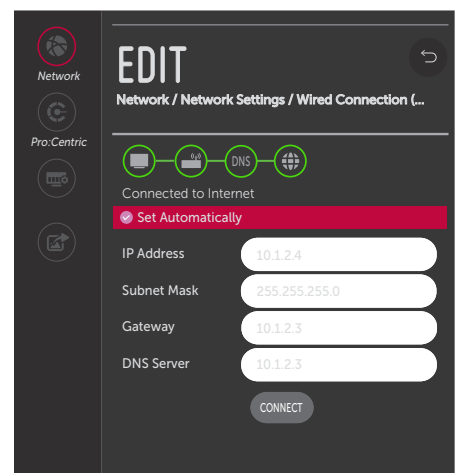 Network
Pro:Centric
EDIT
Network / Network Settings / Wired Connection (...
DNS
Connected to Internet
Set Automatically
IP Address 10.1.2.4
Subnet Mask 255.255.255.0
Gateway 10.1.2.3
DNS Server 10.1.2.3
CONNECT